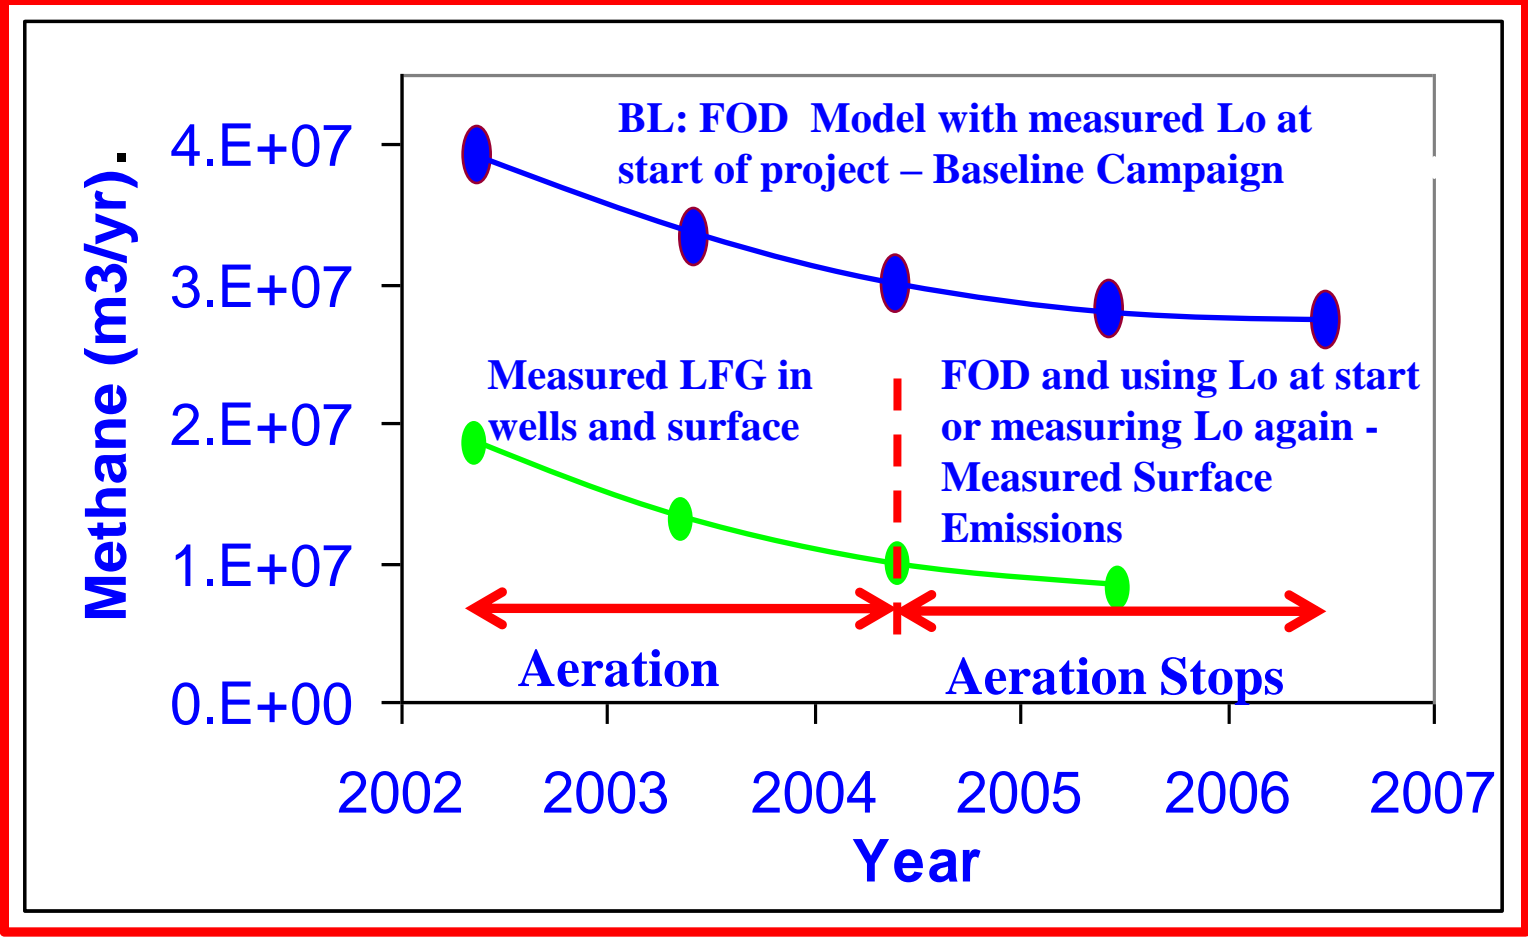 BL: FOD Model with measured Lo at
start of project – Baseline Campaign
Methane (m3/yr).
4.E+07
3.E+07
2.E+07
1.E+07
0.E+00
Measured LFG in
wells and surface
FOD and using Lo at start
or measuring Lo again -
Measured Surface
Emissions
Aeration
Aeration Stops
2002 2003 2004 2005 2006 2007
Year